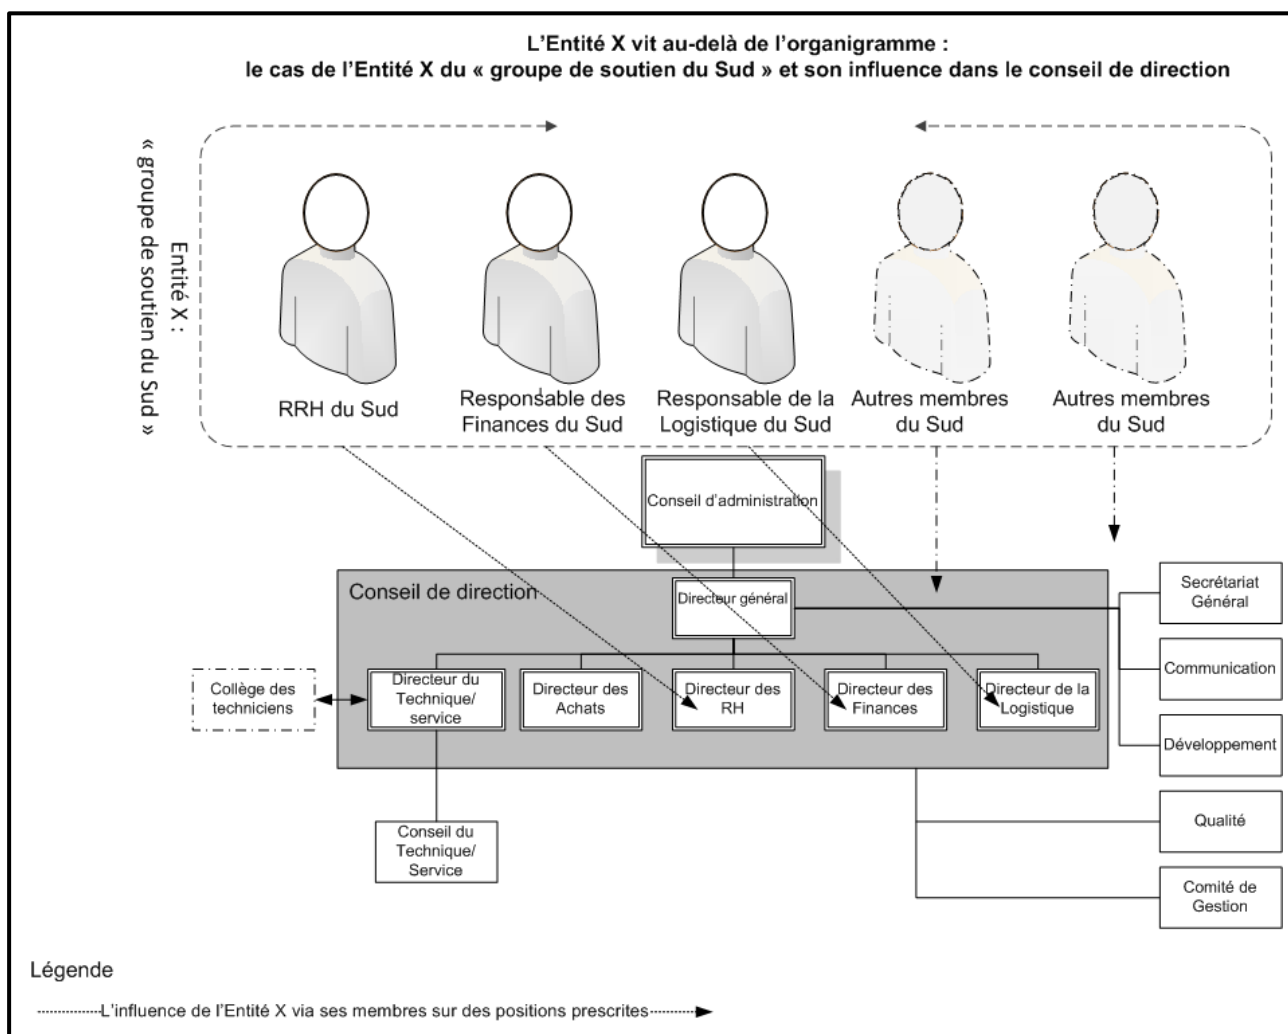 L'Entité X vit au-delà de l'organigramme :
le cas de l'Entité X du « groupe de soutien du Sud » et son influence dans le conseil de direction
Entité X :
« groupe de soutien du Sud »
RRH du Sud
Responsable des
Finances du Sud
Responsable de la
Logistique du Sud
Autres membres
du Sud
Autres membres
du Sud
Conseil d'administration
Conseil de direction
Directeur général
Secrétariat
Général
Communication
Développement
Qualité
Comité de
Gestion
Collège des
techniciens
Directeur du
Technique/
service
Directeur des
Achats
Directeur des
RH
Directeur des
Finances
Directeur de la
Logistique
Conseil du
Technique/
Service
Légende
L'influence de l'Entité X via ses membres sur des positions prescrites